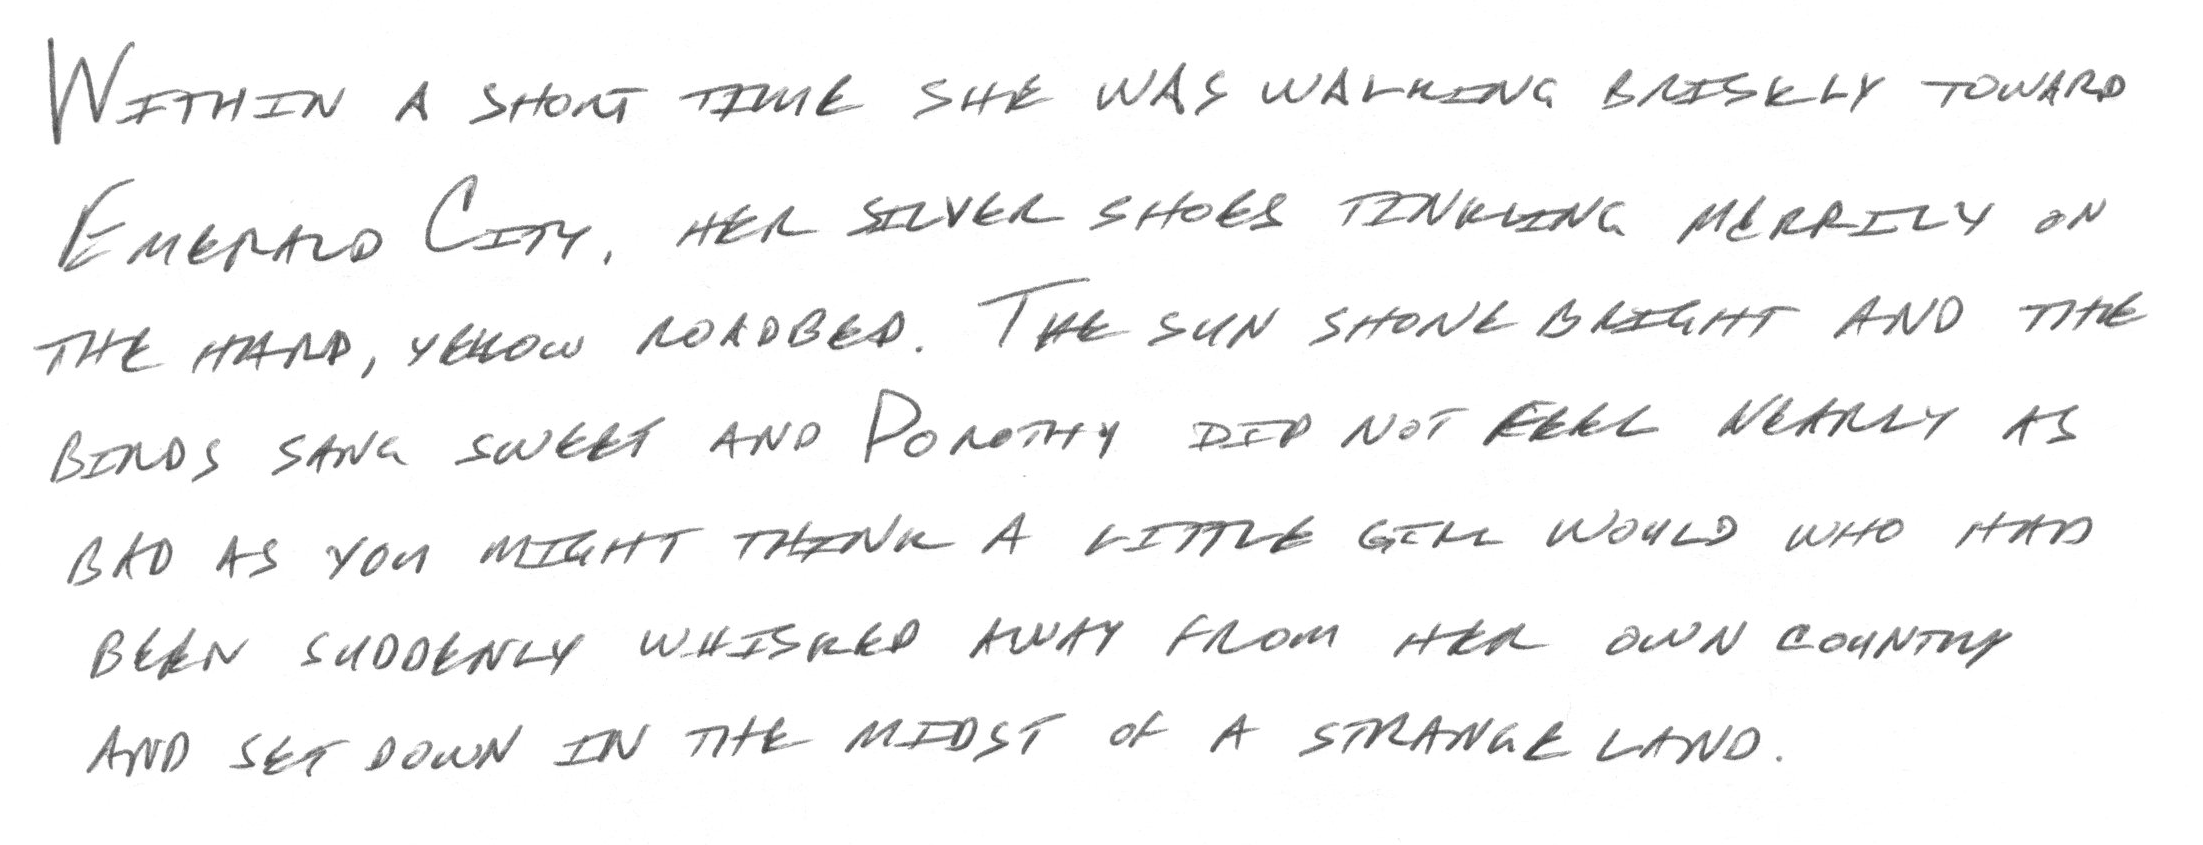 Within a short time she was walking briskly toward
Emerald City, her silver shoes tinkling merrily on
the hard, yellow roadbed. The sun shone bright and the
birds sang sweet and Dorothy did not feel nearly as
bad as you might think a little girl would who had
been suddenly whisked away from her own country
and set down in the midst of a strange land.